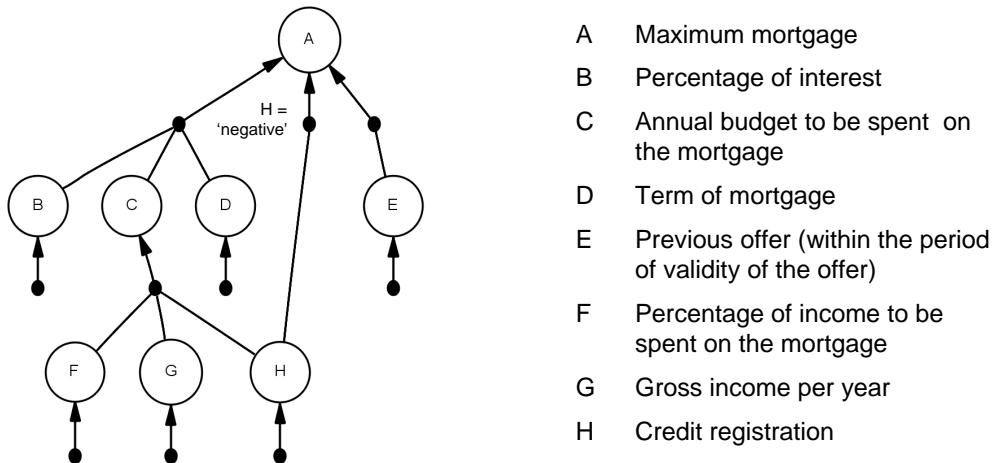 A
H =
‘negative’
B
C
D
E
F
G
H
A Maximum mortgage
B Percentage of interest
C Annual budget to be spent on
the mortgage
D Term of mortgage
E Previous offer (within the period
of validity of the offer)
F Percentage of income to be
spent on the mortgage
G Gross income per year
H Credit registration